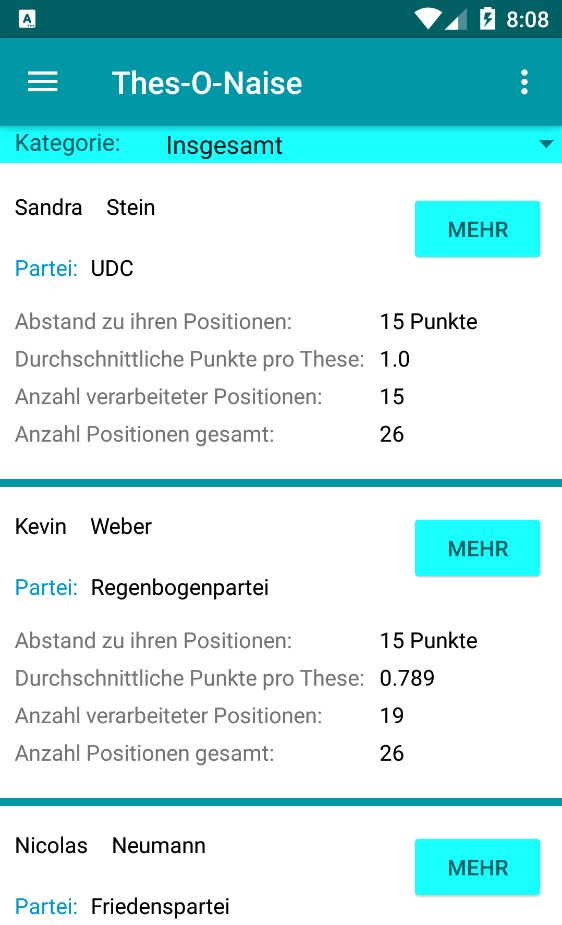 8:08
Thes-O-Naise
Kategorie: Insgesamt
Sandra Stein
MEHR
Partei: UDC
Abstand zu ihren Positionen: 15 Punkte
Durchschnittliche Punkte pro These: 1.0
Anzahl verarbeiteter Positionen: 15
Anzahl Positionen gesamt: 26
Kevin Weber
MEHR
Partei: Regenbogenpartei
Abstand zu ihren Positionen: 15 Punkte
Durchschnittliche Punkte pro These: 0.789
Anzahl verarbeiteter Positionen: 19
Anzahl Positionen gesamt: 26
Nicolas Neumann
MEHR
Partei: Friedenspartei